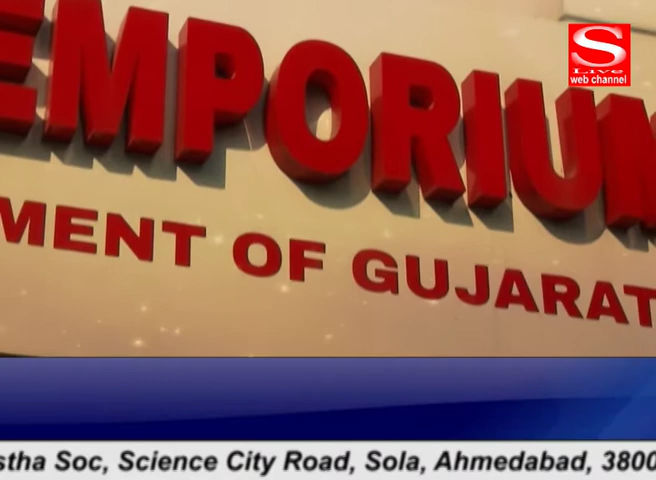 S
Live
web channel
EMPORIUM
MENT OF GUJARAT
stha Soc, Science City Road, Sola, Ahmedabad, 3800